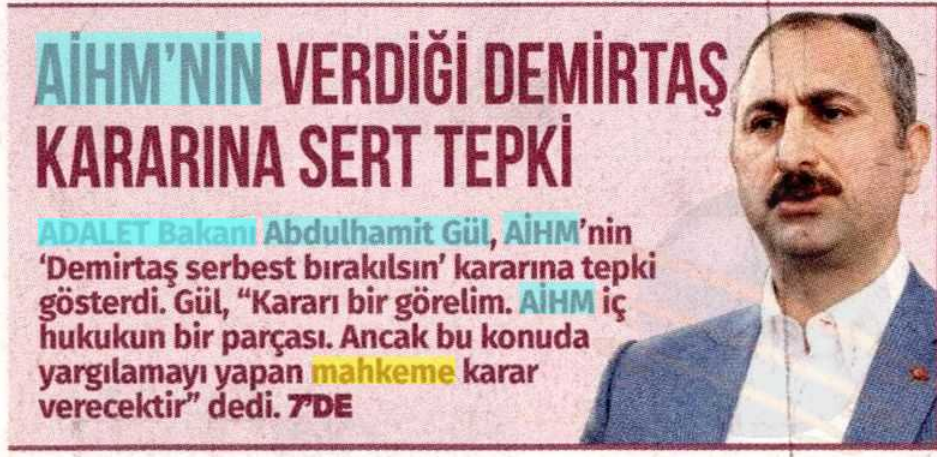 AİHM'NİN VERDİĞİ DEMİRTAŞ
KARARINA SERT TEPKİ
ADALET Bakanı Abdulhamit Gül, AİHM'nin
‘Demirtaş serbest bırakılsın’ kararına tepki
gösterdi. Gül, “Kararı bir görelim. AİHM iç
hukukun bir parçası. Ancak bu konuda
yargılamayı yapan mahkeme karar
verecektir” dedi. 7'DE